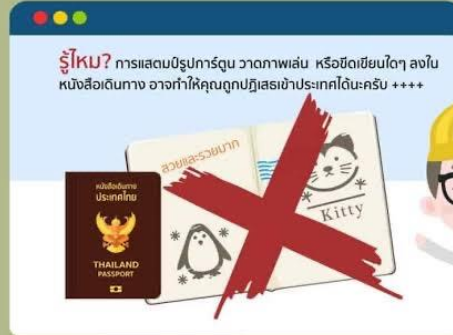 รู้ไหม? การแสตมป์รูปการ์ตูน วาดภาพเล่น หรือขีดเขียนใดๆ ลงใน
หนังสือเดินทาง อาจทำให้คุณถูกปฏิเสธเข้าประเทศได้นะครับ ++++
สวยและรวยมาก
Kitty
หนังสือเดินทาง
ประเทศไทย
THAILAND
PASSPORT